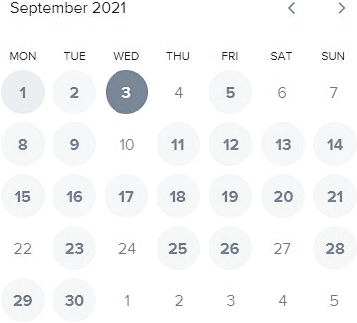 September 2021
MON TUE WED THU FRI SAT SUN
1 2 3 4 5 6 7
8 9 10 11 12 13 14
15 16 17 18 19 20 21
22 23 24 25 26 27 28
29 30 1 2 3 4 5